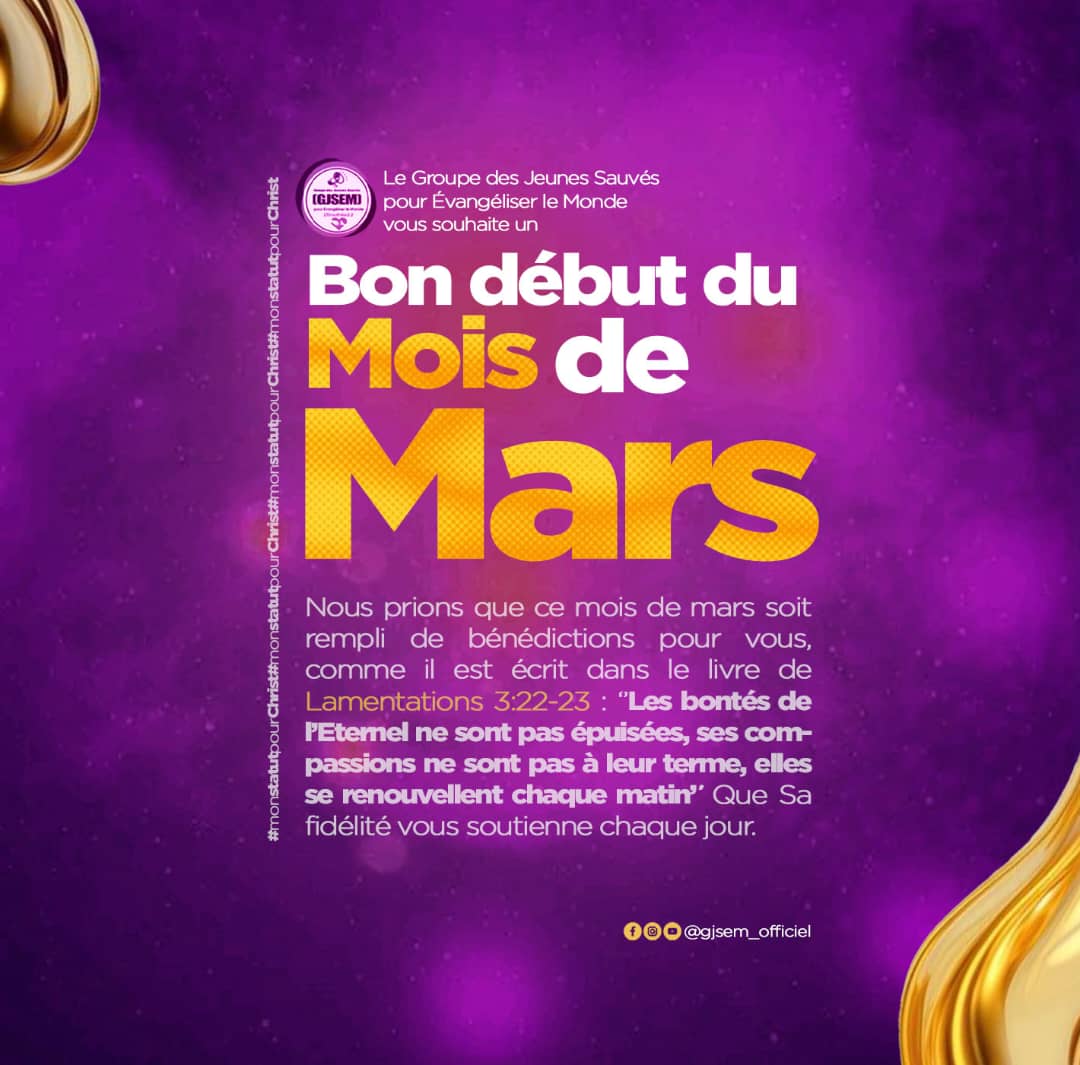 (GJSEM)
pour Évangéliser le Monde
Le Groupe des Jeunes Sauvés
pour Évangéliser le Monde
vous souhaite un
Bon début du
Mois de
Mars
Nous prions que ce mois de mars soit
rempli de bénédictions pour vous,
comme il est écrit dans le livre de
Lamentations 3:22-23 : "Les bontés de
l'Eternel ne sont pas épuisées, ses com-
passions ne sont pas à leur terme, elles
se renouvellent chaque matin" Que Sa
fidélité vous soutienne chaque jour.
#monstatutpourChrist#monstatutpourChrist#monstatutpourChrist#monstatutpourChrist
@gjsem_officiel